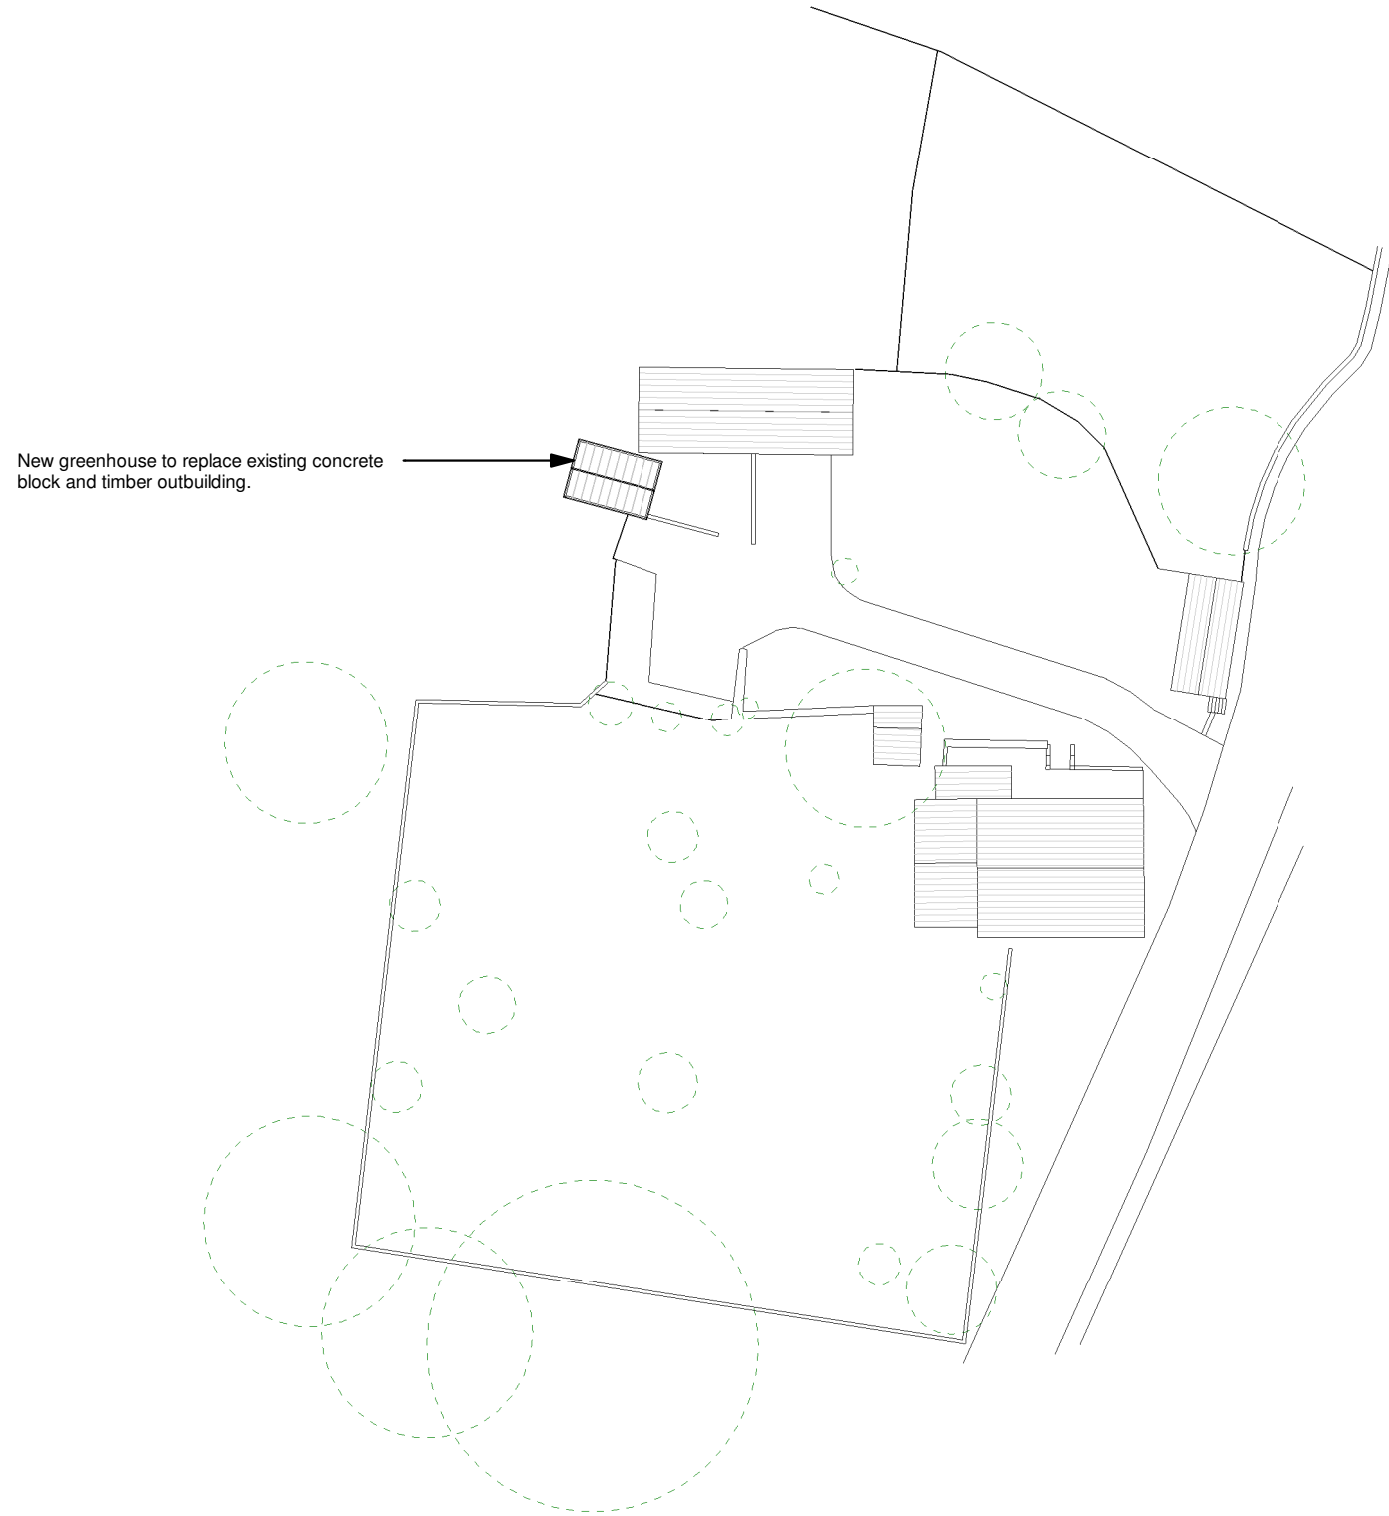 New greenhouse to replace existing concrete
block and timber outbuilding.